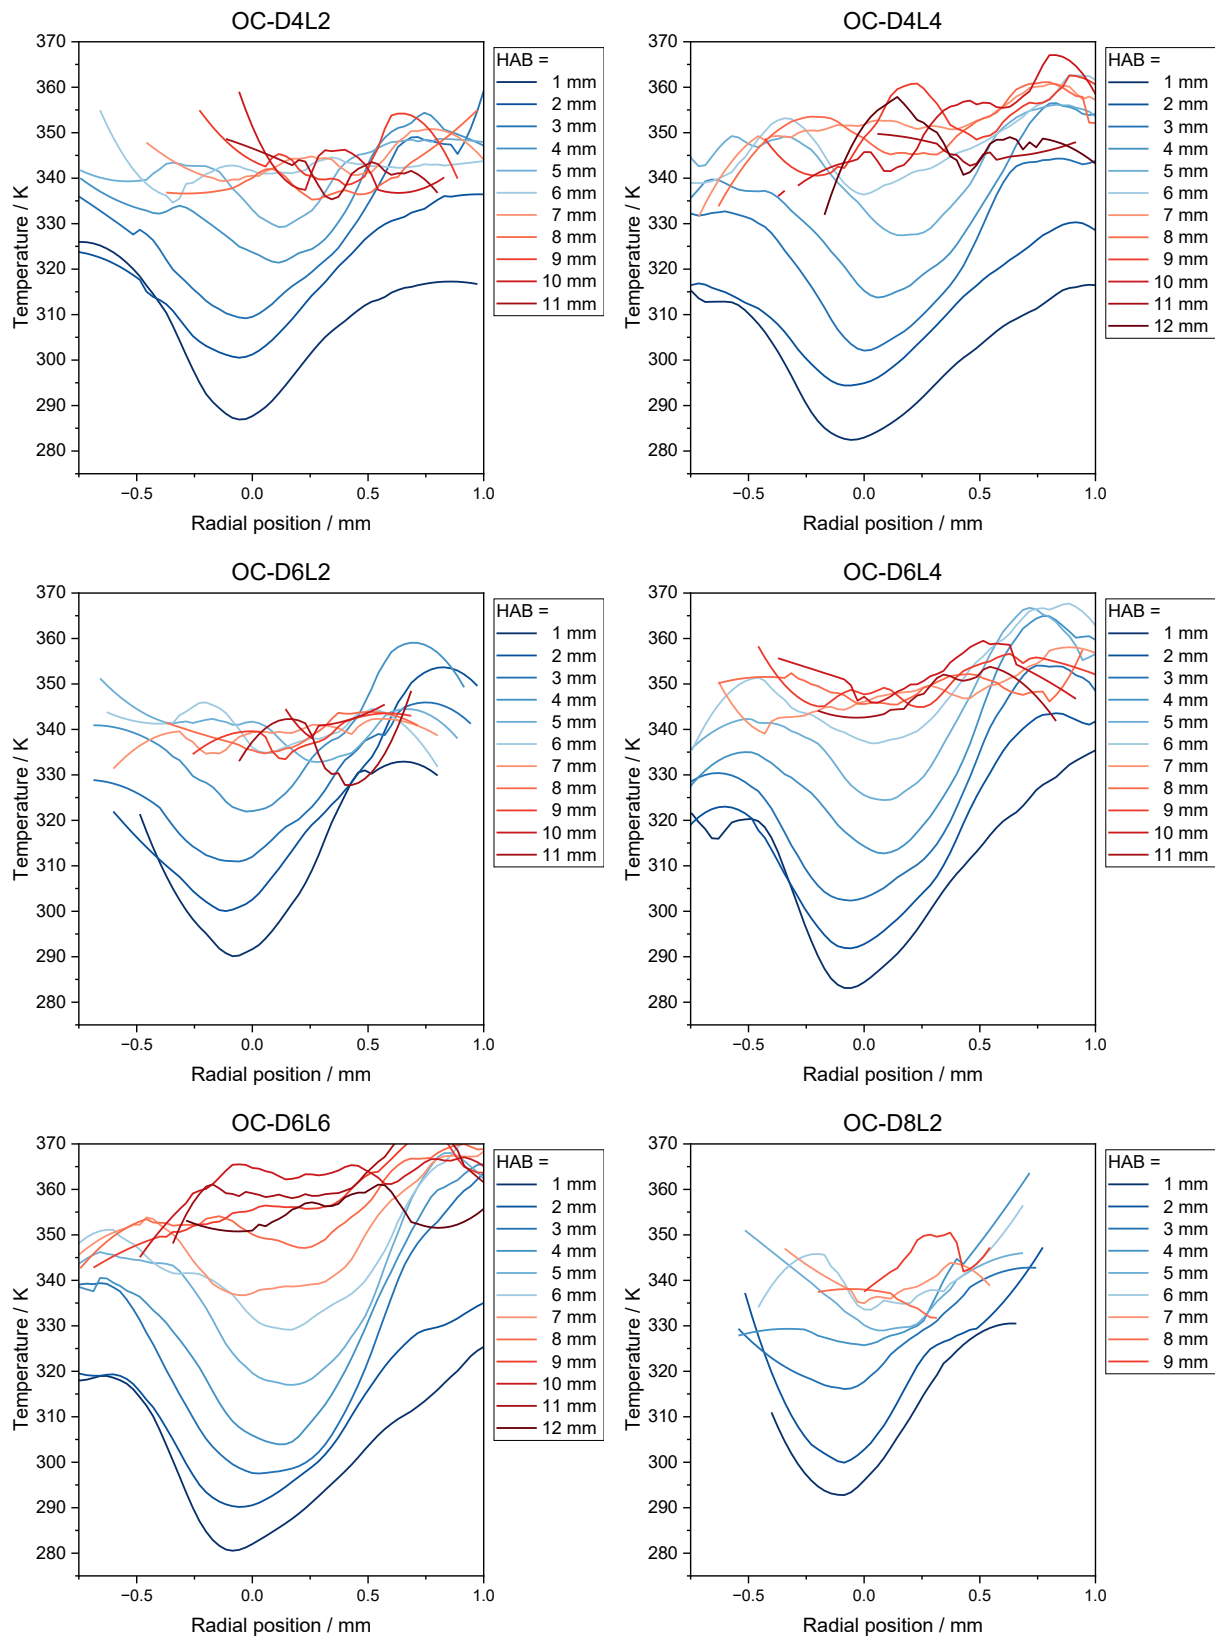 OC-D4L2
370
360
350
340
330
320
310
300
290
280
Temperature / K
−0.5 0.0 0.5 1.0
Radial position / mm
HAB =
1 mm
2 mm
3 mm
4 mm
5 mm
6 mm
7 mm
8 mm
9 mm
10 mm
11 mm
OC-D4L4
370
360
350
340
330
320
310
300
290
280
Temperature / K
−0.5 0.0 0.5 1.0
Radial position / mm
HAB =
1 mm
2 mm
3 mm
4 mm
5 mm
6 mm
7 mm
8 mm
9 mm
10 mm
11 mm
12 mm
OC-D6L2
370
360
350
340
330
320
310
300
290
280
Temperature / K
−0.5 0.0 0.5 1.0
Radial position / mm
HAB =
1 mm
2 mm
3 mm
4 mm
5 mm
6 mm
7 mm
8 mm
9 mm
10 mm
11 mm
OC-D6L4
370
360
350
340
330
320
310
300
290
280
Temperature / K
−0.5 0.0 0.5 1.0
Radial position / mm
HAB =
1 mm
2 mm
3 mm
4 mm
5 mm
6 mm
7 mm
8 mm
9 mm
10 mm
11 mm
OC-D6L6
370
360
350
340
330
320
310
300
290
280
Temperature / K
−0.5 0.0 0.5 1.0
Radial position / mm
HAB =
1 mm
2 mm
3 mm
4 mm
5 mm
6 mm
7 mm
8 mm
9 mm
10 mm
11 mm
12 mm
OC-D8L2
370
360
350
340
330
320
310
300
290
280
Temperature / K
−0.5 0.0 0.5 1.0
Radial position / mm
HAB =
1 mm
2 mm
3 mm
4 mm
5 mm
6 mm
7 mm
8 mm
9 mm